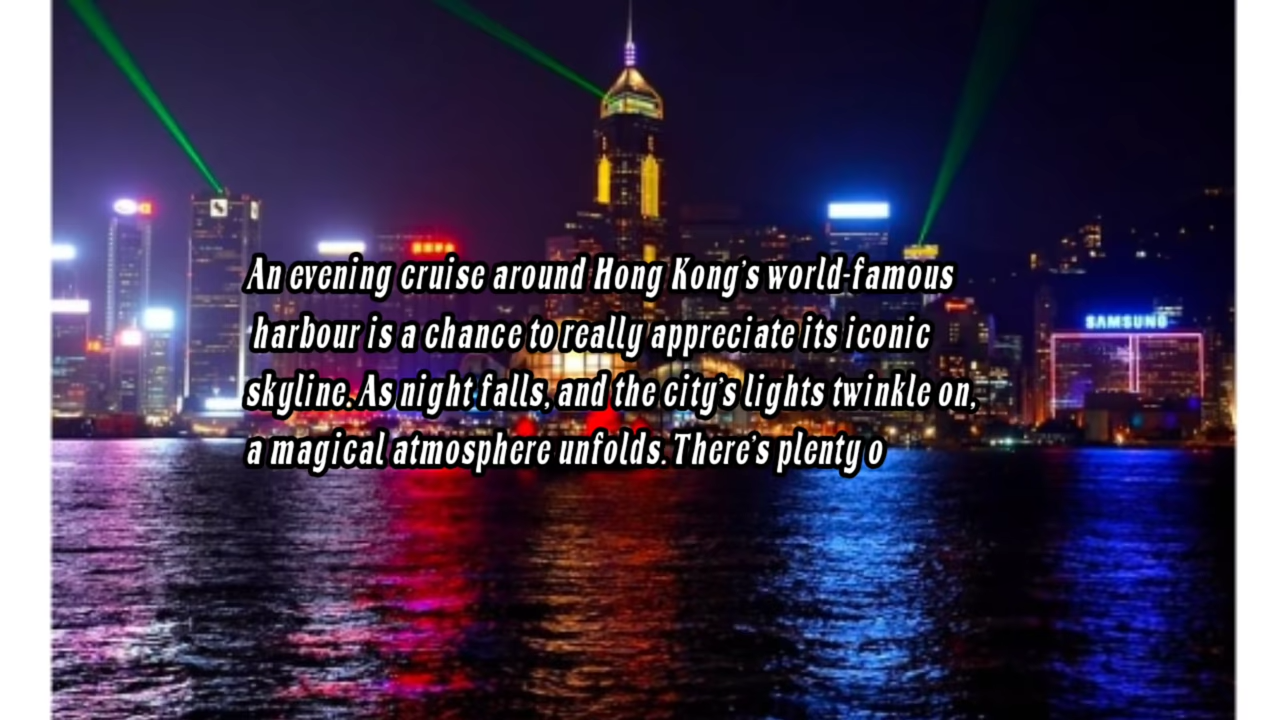 An evening cruise around Hong Kong's world-famous
harbour is a chance to really appreciate its iconic
skyline. As night falls, and the city's lights twinkle on,
a magical atmosphere unfolds. There's plenty o
SAMSUNG